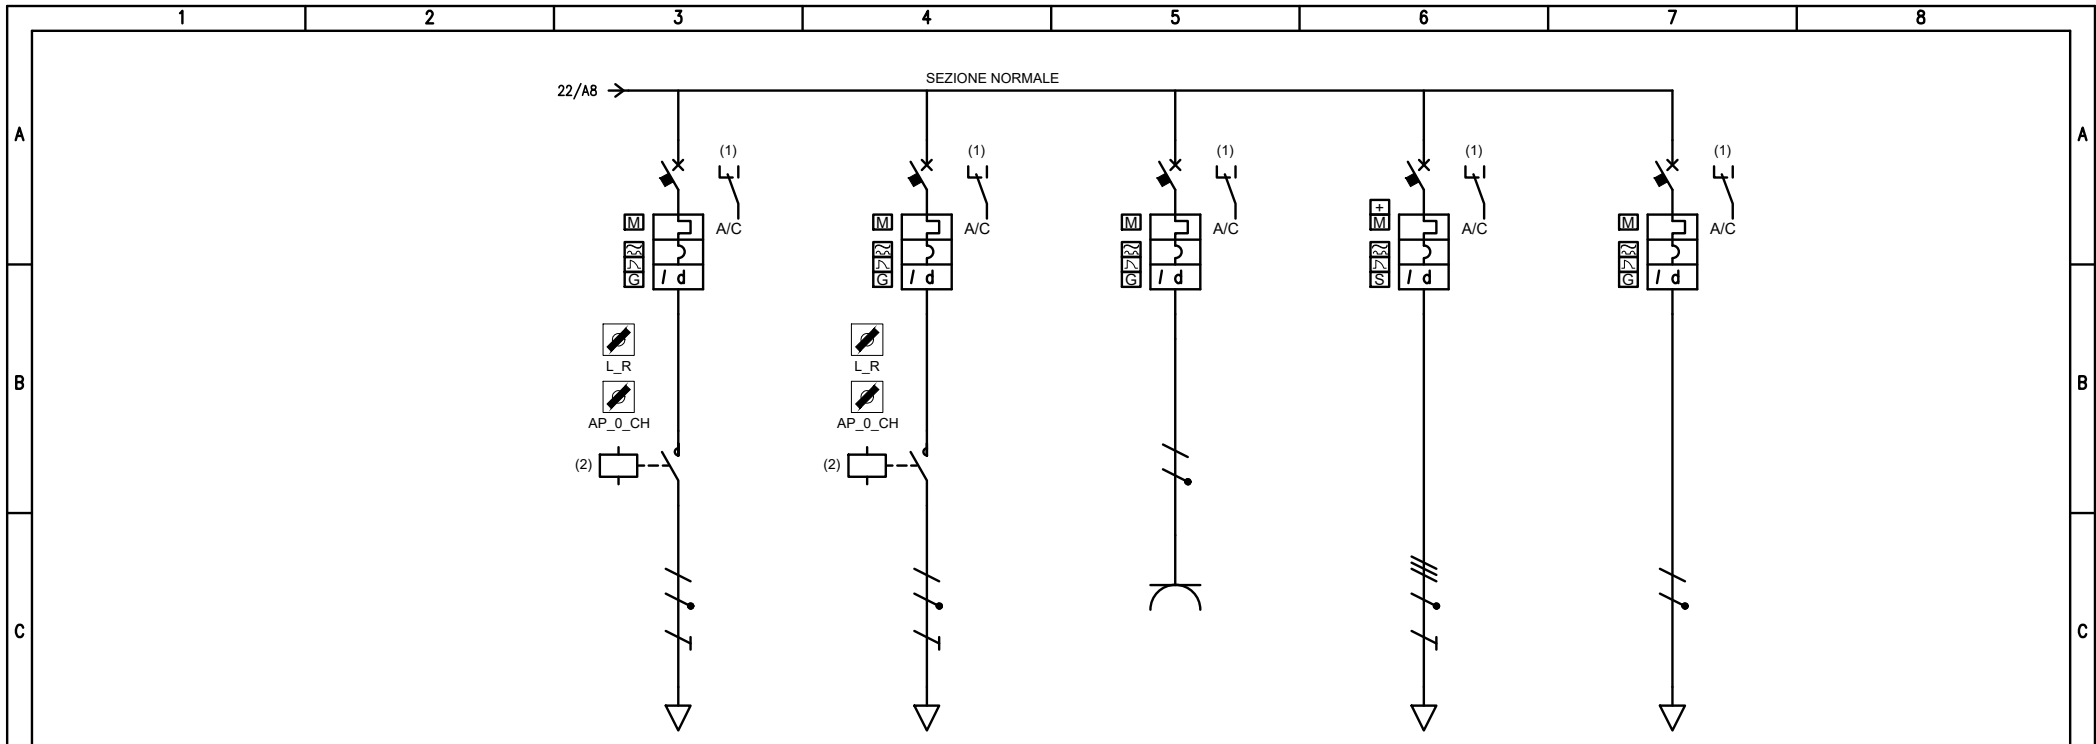 1 2 3 4 5 6 7 8
SEZIONE NORMALE
22/A8
A A
(1) (1) (1) (1) (1)
+
M M M M M
A/C A/C A/C A/C A/C
G I d G I d G I d S I d G I d
L_R L_R
B B
AP_0_CH AP_0_CH
(2) (2)
C C